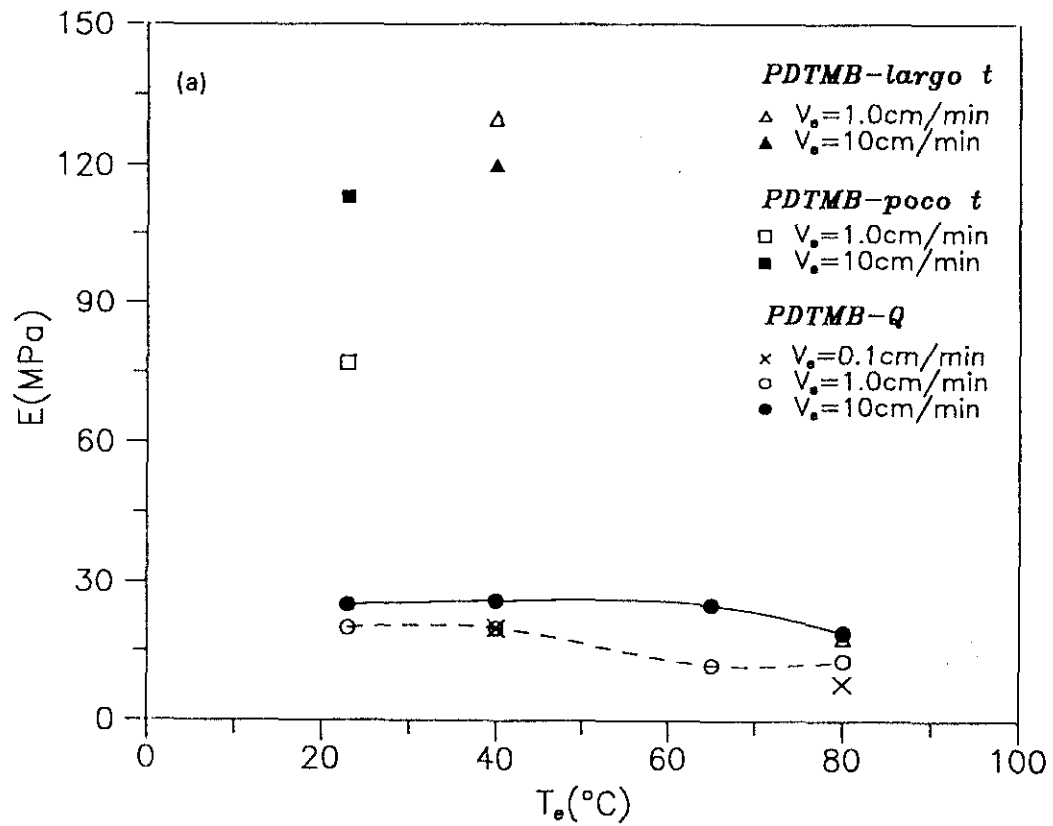 (a)
E(MPa)
150
120
90
60
30
0
0
20
40
60
80
100
Tₑ(°C)
PDTMB-largo t
△ Vₑ=1.0cm/min
▲ Vₑ=10cm/min
PDTMB-poco t
□ Vₑ=1.0cm/min
■ Vₑ=10cm/min
PDTMB-Q
× Vₑ=0.1cm/min
○ Vₑ=1.0cm/min
● Vₑ=10cm/min